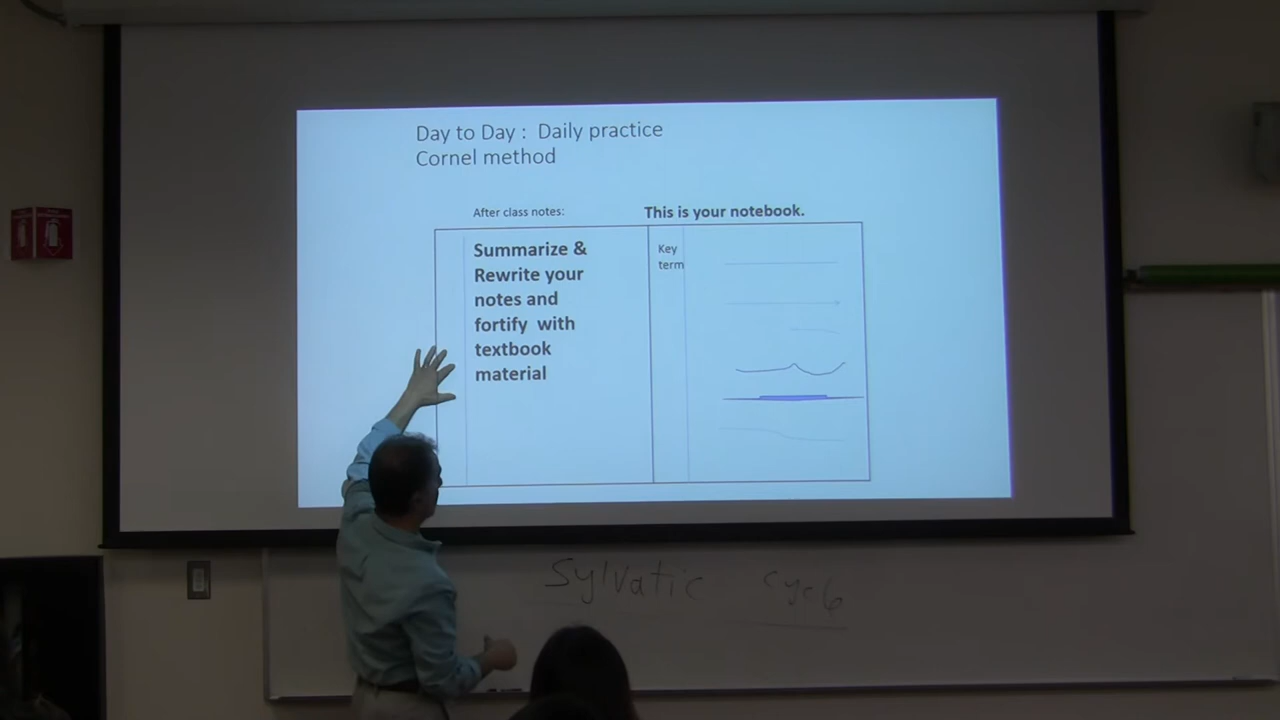 Day to Day : Daily practice
Cornel method
After class notes:
This is your notebook.
Summarize &
Rewrite your
notes and
fortify with
textbook
material
Key
term
Sylvatic